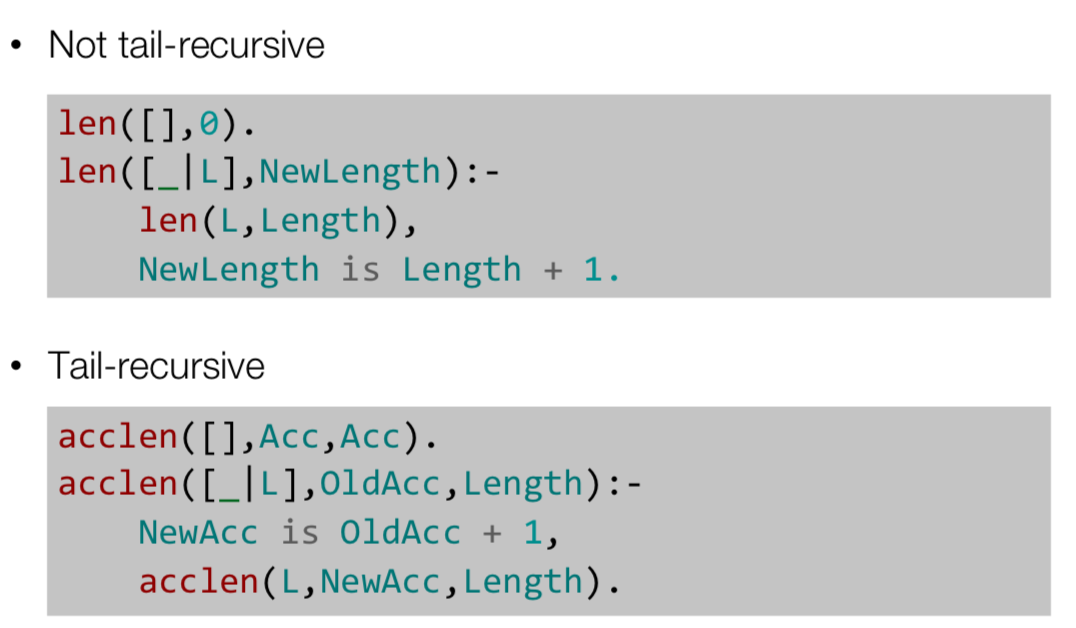 • Not tail-recursive
len([],0).
len([_|L],NewLength):-
    len(L,Length),
    NewLength is Length + 1.
• Tail-recursive
acclen([],Acc,Acc).
acclen([_|L],OldAcc,Length):-
    NewAcc is OldAcc + 1,
    acclen(L,NewAcc,Length).